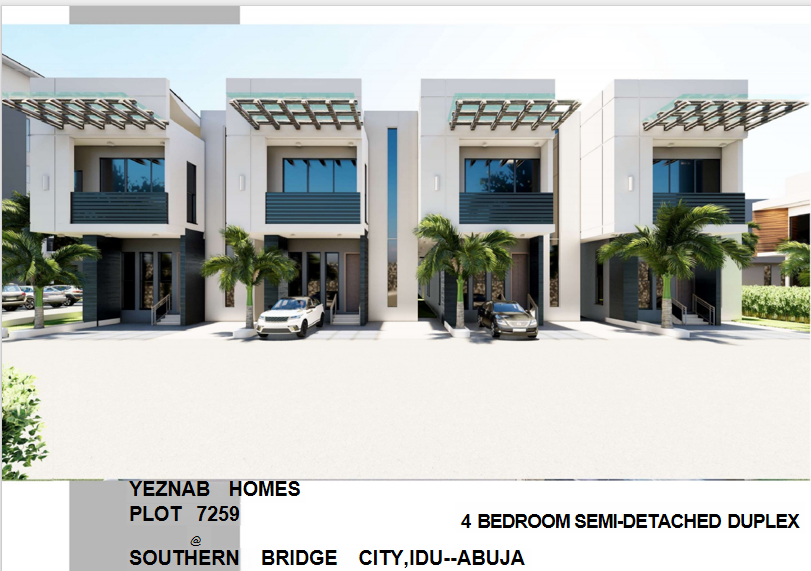 YEZNAB HOMES
PLOT 7259
4 BEDROOM SEMI-DETACHED DUPLEX
@
SOUTHERN BRIDGE CITY,IDU--ABUJA